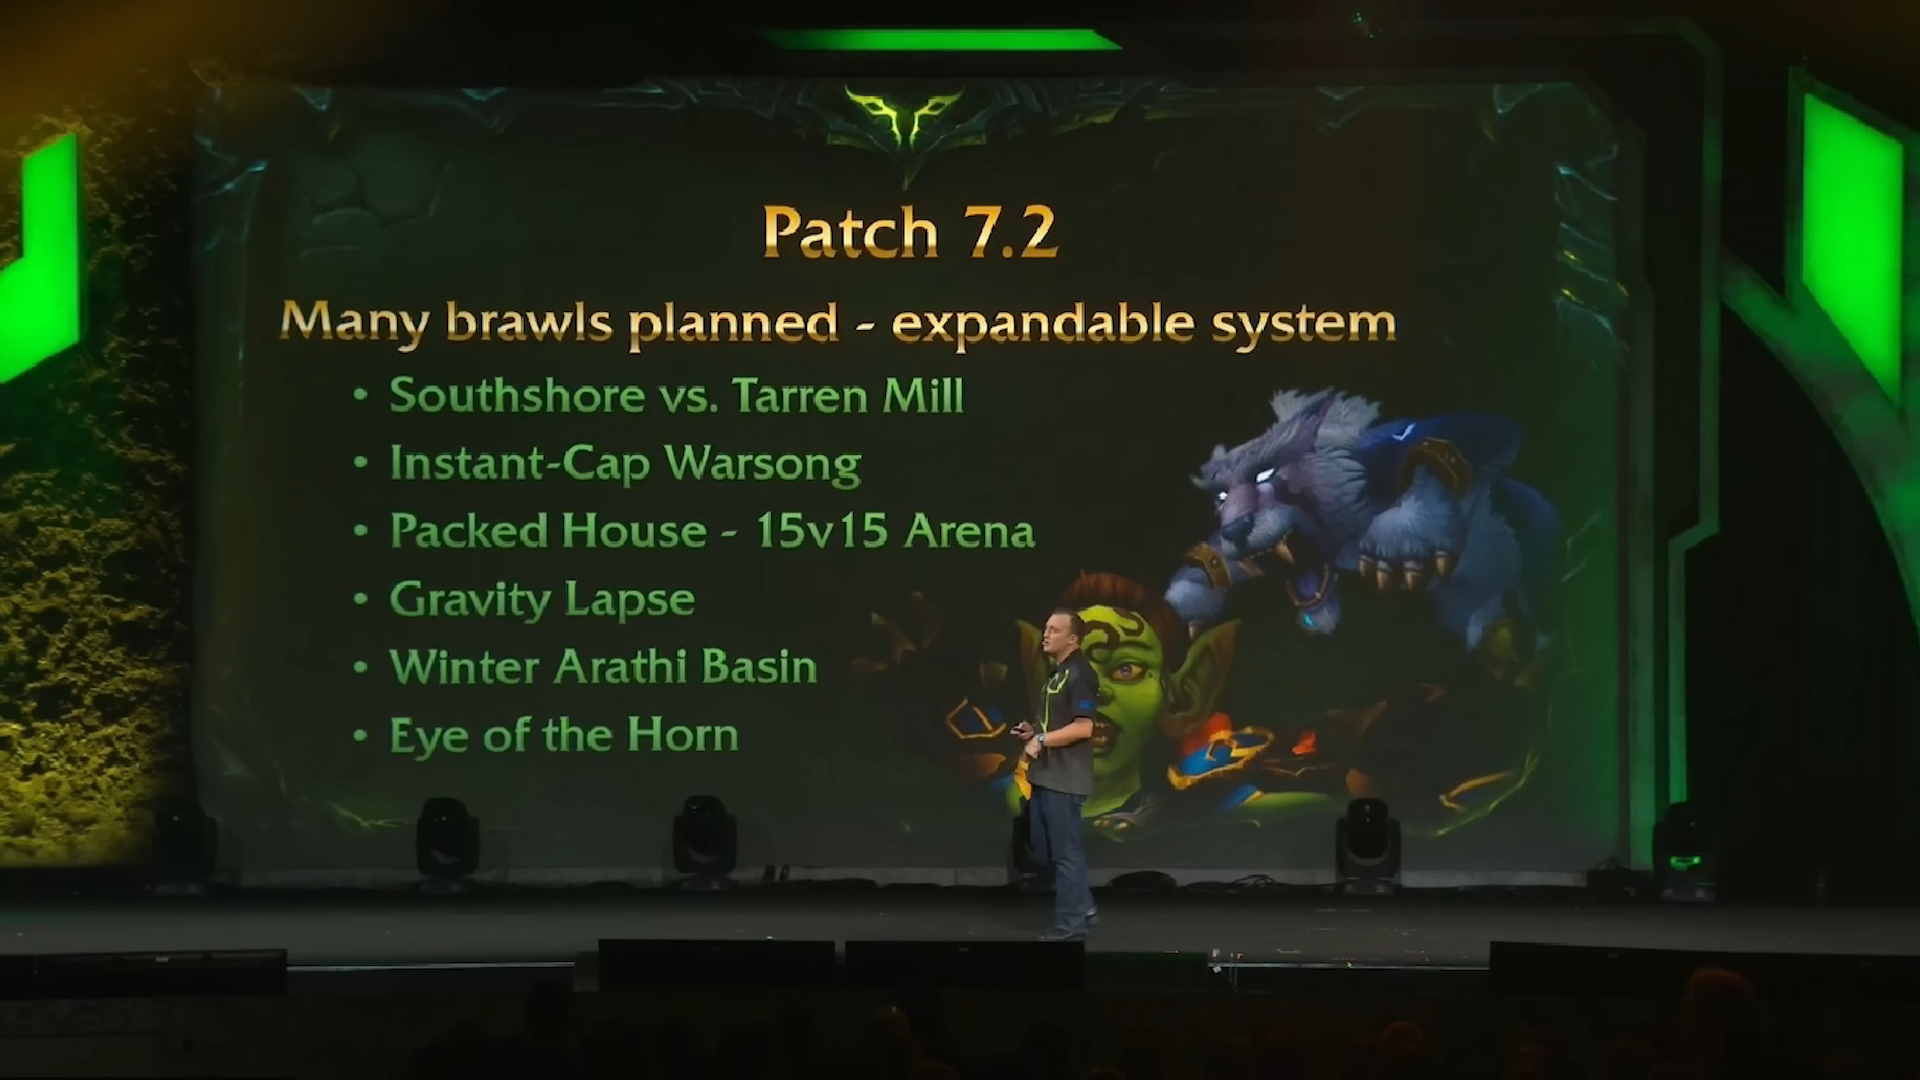 Patch 7.2
Many brawls planned - expandable system
• Southshore vs. Tarren Mill
• Instant-Cap Warsong
• Packed House - 15v15 Arena
• Gravity Lapse
• Winter Arathi Basin
• Eye of the Horn